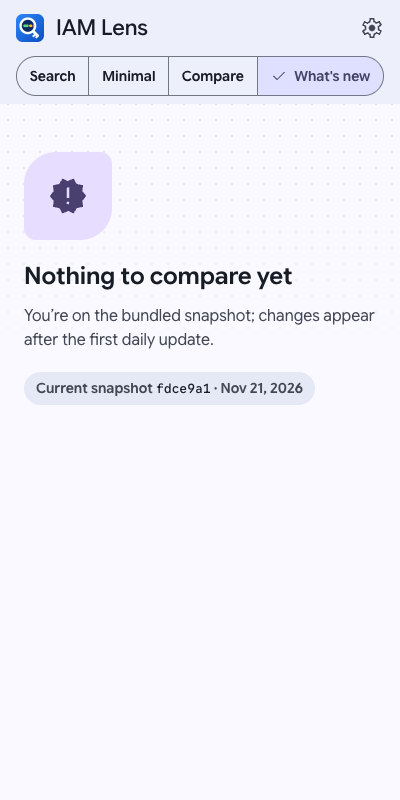 IAM Lens
Search
Minimal
Compare
What's new
Nothing to compare yet
You’re on the bundled snapshot; changes appear
after the first daily update.
Current snapshot fdce9a1 · Nov 21, 2026